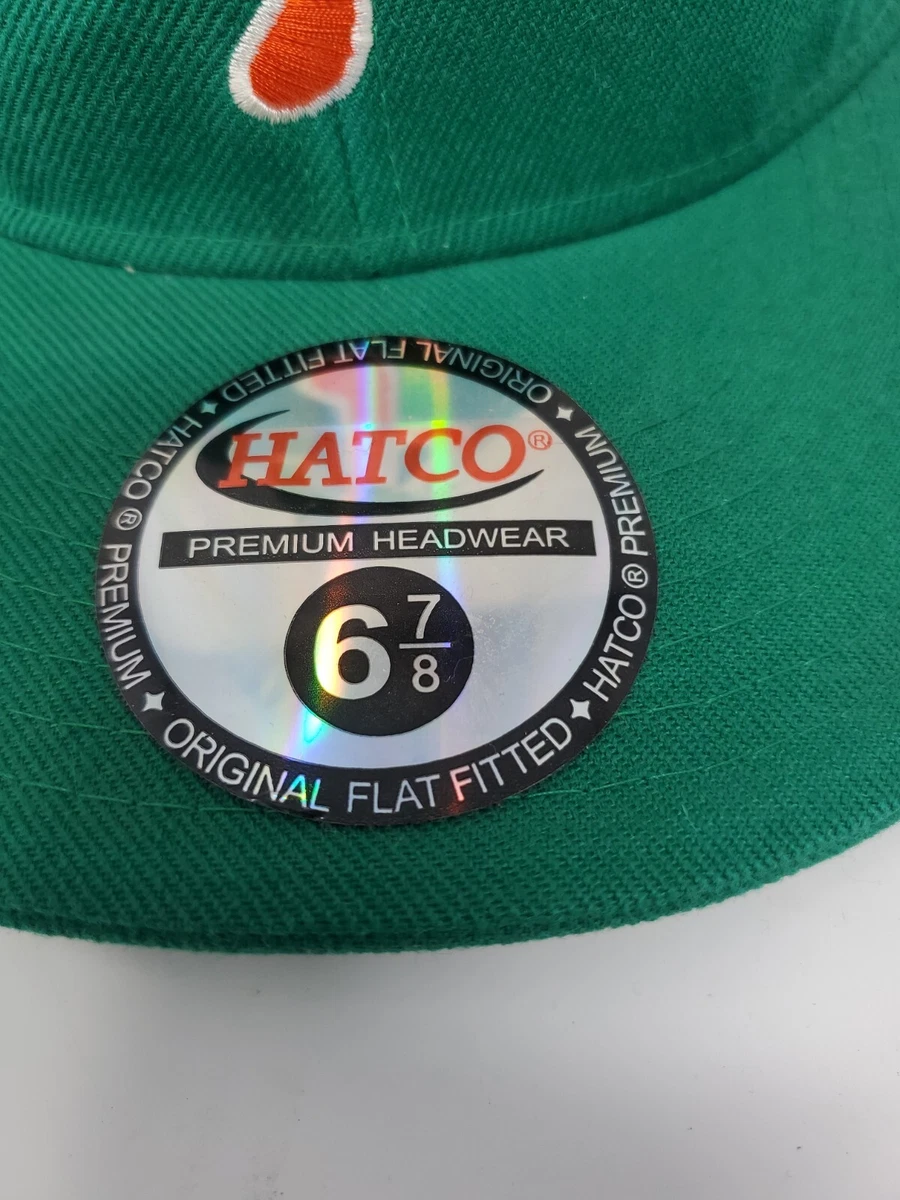 HATCO®
PREMIUM HEADWEAR
6 7/8
ORIGINAL FLAT FITTED
HATCO® PREMIUM
ORIGINAL FLAT FITTED
HATCO® PREMIUM